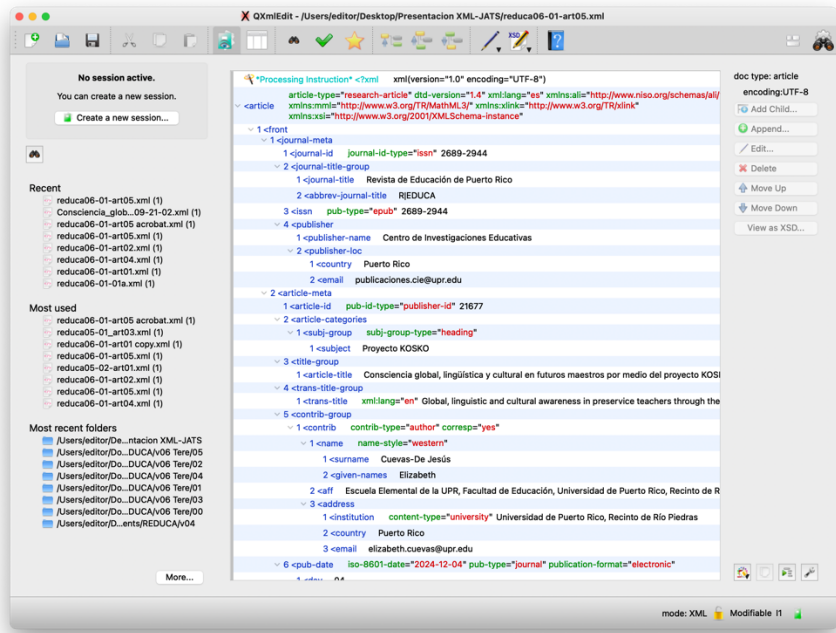 QXmlEdit - /Users/editor/Desktop/Presentacion XML-JATS/reduca06-01-art05.xml
XSD
No session active.
You can create a new session.
Create a new session...
Recent
reduca06-01-art05.xml (1)
Consciencia_glob...09-21-02.xml (1)
reduca06-01-art05 acrobat.xml (1)
reduca06-01-art05.xml (1)
reduca06-01-art02.xml (1)
reduca06-01-art04.xml (1)
reduca06-01-art01.xml (1)
reduca06-01-01a.xml (1)
Most used
reduca06-01-art05 acrobat.xml (1)
reduca05-01_art03.xml (1)
reduca06-01-art01 copy.xml (1)
reduca06-01-art05.xml (1)
reduca05-02-art01.xml (1)
reduca06-01-art02.xml (1)
reduca06-01-art05.xml (1)
reduca06-01-art04.xml (1)
Most recent folders
/Users/editor/De...ntacion XML-JATS
/Users/editor/Do...DUCA/v06 Tere/05
/Users/editor/Do...DUCA/v06 Tere/02
/Users/editor/Do...DUCA/v06 Tere/04
/Users/editor/Do...DUCA/v06 Tere/01
/Users/editor/Do...DUCA/v06 Tere/03
/Users/editor/Do...DUCA/v06 Tere/00
/Users/editor/D...ents/REDUCA/v04
More...
*Processing Instruction* <?xml xml(version="1.0" encoding="UTF-8")
article-type="research-article" dtd-version="1.4" xml:lang="es" xmlns:ali="http://www.niso.org/schemas/ali/
<article xmlns:mml="http://www.w3.org/TR/MathML3/" xmlns:xlink="http://www.w3.org/TR/xlink"
xmlns:xsi="http://www.w3.org/2001/XMLSchema-instance"
1 <front
1 <journal-meta
1 <journal-id journal-id-type="issn" 2689-2944
2 <journal-title-group
1 <journal-title Revista de Educación de Puerto Rico
2 <abbrev-journal-title R|EDUCA
3 <issn pub-type="epub" 2689-2944
4 <publisher
1 <publisher-name Centro de Investigaciones Educativas
2 <publisher-loc
1 <country Puerto Rico
2 <email publicaciones.cie@upr.edu
2 <article-meta
1 <article-id pub-id-type="publisher-id" 21677
2 <article-categories
1 <subj-group subj-group-type="heading"
1 <subject Proyecto KOSKO
3 <title-group
1 <article-title Consciencia global, lingüística y cultural en futuros maestros por medio del proyecto KOSI
4 <trans-title-group
1 <trans-title xml:lang="en" Global, linguistic and cultural awareness in preservice teachers through the
5 <contrib-group
1 <contrib contrib-type="author" corresp="yes"
1 <name name-style="western"
1 <surname Cuevas-De Jesús
2 <given-names Elizabeth
2 <aff Escuela Elemental de la UPR, Facultad de Educación, Universidad de Puerto Rico, Recinto de R
3 <address
1 <institution content-type="university" Universidad de Puerto Rico, Recinto de Río Piedras
2 <country Puerto Rico
3 <email elizabeth.cuevas@upr.edu
6 <pub-date iso-8601-date="2024-12-04" pub-type="journal" publication-format="electronic"
1 <day 04
doc type: article
encoding:UTF-8
Add Child...
Append...
Edit...
Delete
Move Up
Move Down
View as XSD...
mode: XML Modifiable I1